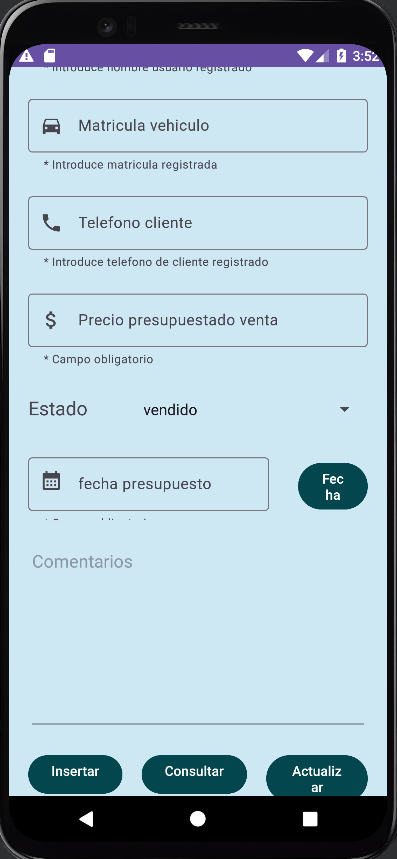 3:52
* Introduce nombre usuario registrado
Matricula vehiculo
* Introduce matricula registrada
Telefono cliente
* Introduce telefono de cliente registrado
$ Precio presupuestado venta
* Campo obligatorio
Estado vendido
fecha presupuesto
Fec
ha
Comentarios
Insertar Consultar Actualiz
ar